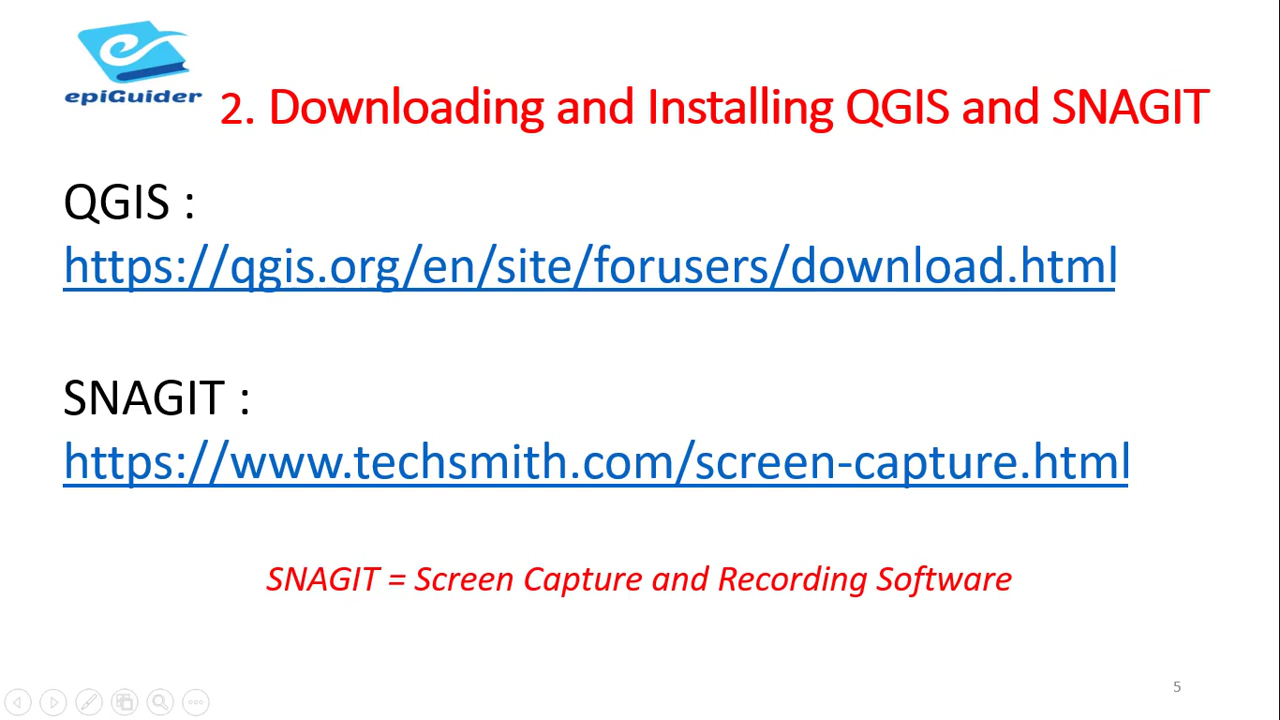 epiGuider
2. Downloading and Installing QGIS and SNAGIT
QGIS :
https://qgis.org/en/site/forusers/download.html
SNAGIT :
https://www.techsmith.com/screen-capture.html
SNAGIT = Screen Capture and Recording Software
5